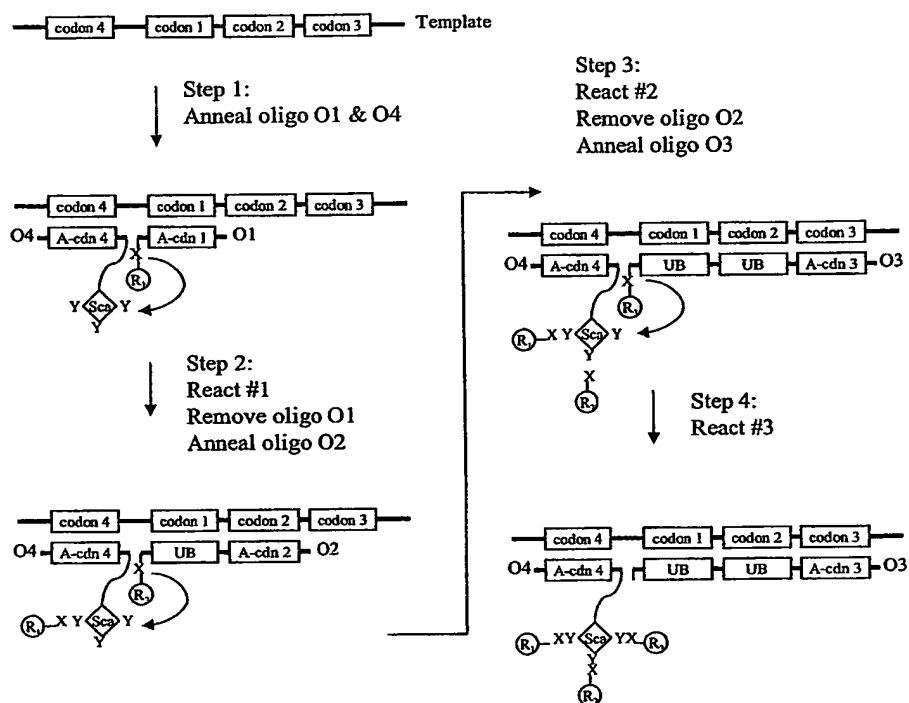 codon 4 codon 1 codon 2 codon 3 Template
Step 1:
Anneal oligo O1 & O4
codon 4 codon 1 codon 2 codon 3
O4 A-cdn 4 A-cdn 1 O1
X
R₁
Y Sca Y
Y
Step 2:
React #1
Remove oligo O1
Anneal oligo O2
codon 4 codon 1 codon 2 codon 3
O4 A-cdn 4 UB A-cdn 2 O2
X
R₂
R₁ X Y Sca Y
Y
Step 3:
React #2
Remove oligo O2
Anneal oligo O3
codon 4 codon 1 codon 2 codon 3
O4 A-cdn 4 UB UB A-cdn 3 O3
X
R₃
R₁ X Y Sca Y
Y
X
R₂
Step 4:
React #3
codon 4 codon 1 codon 2 codon 3
O4 A-cdn 4 UB UB A-cdn 3 O3
R₁ XY Sca YX R₃
Y
X
R₂